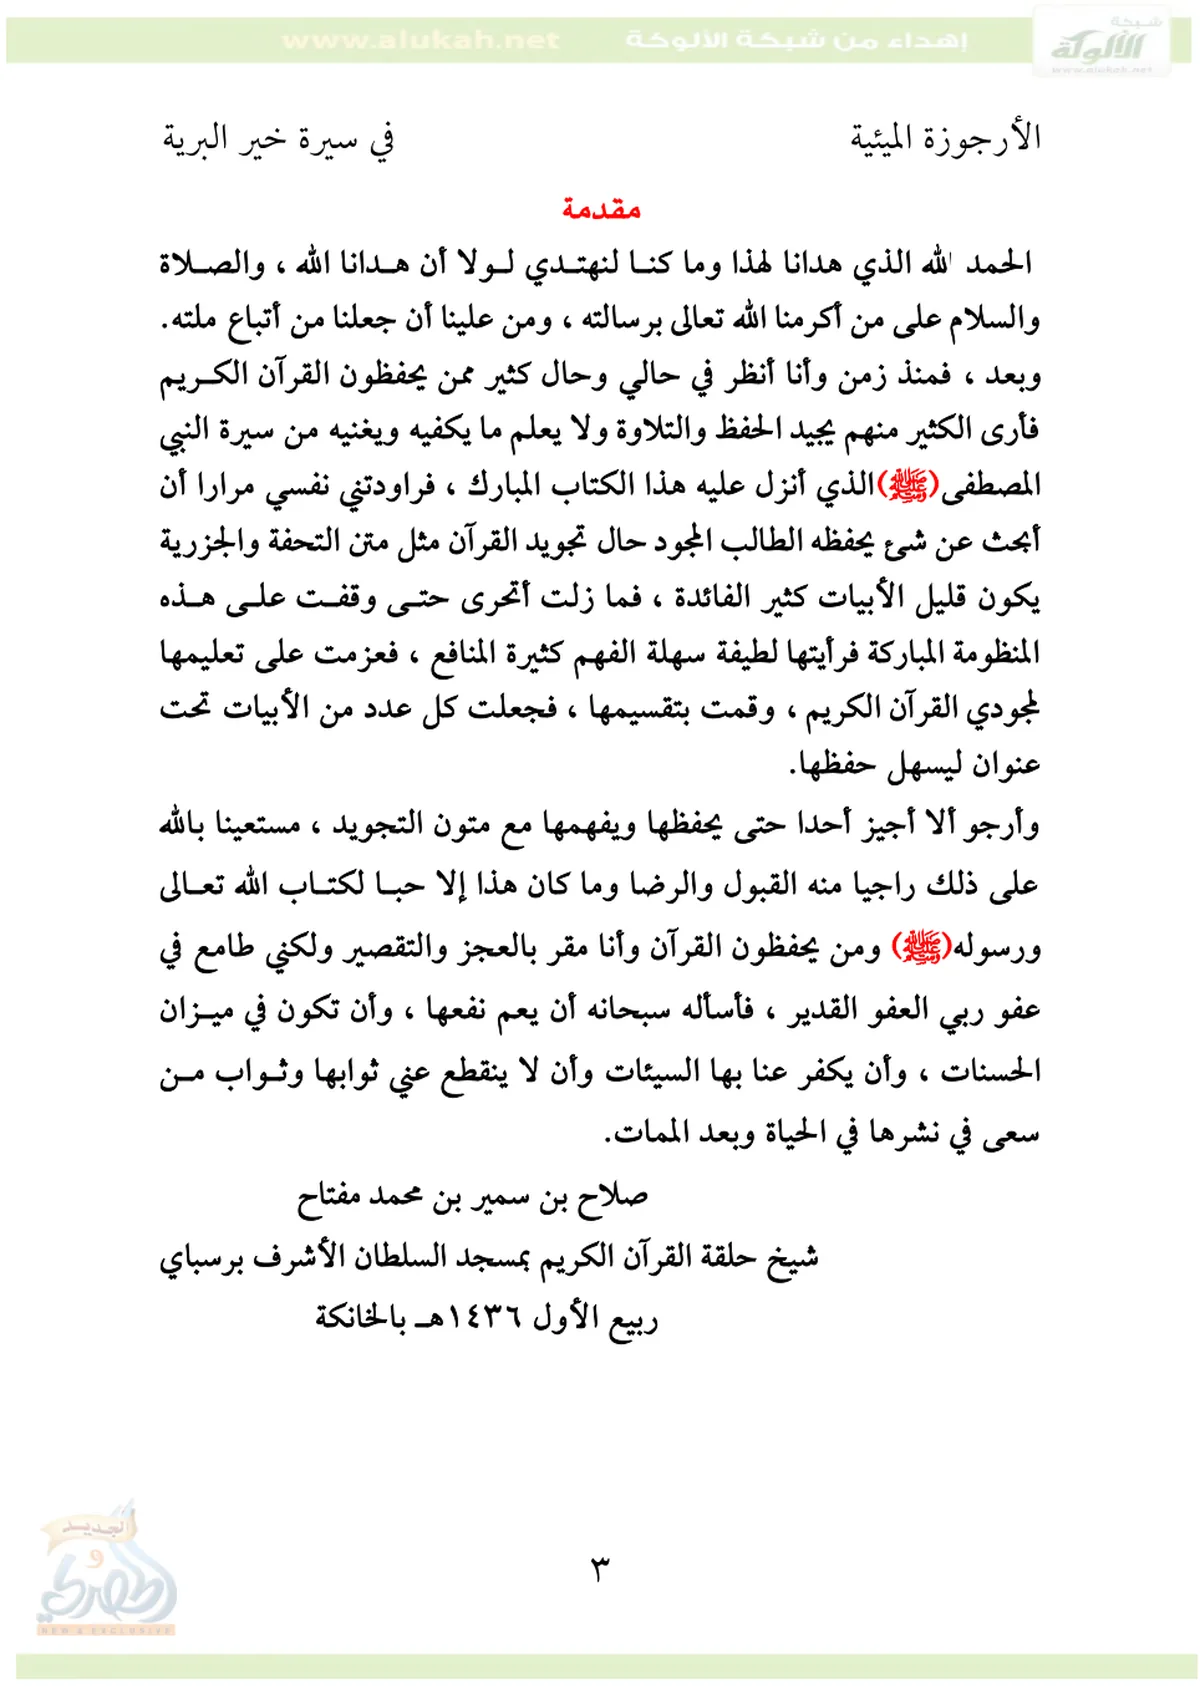 إهداء من شبكة الألوكة www.alukah.net
شبكة
الألوكة
www.alukah.net
الأرجوزة الميئية في سيرة خير البرية
مقدمة
الحمد لله الذي هدانا لهذا وما كنا لنهتدي لولا أن هدانا الله ، والصلاة
والسلام على من أكرمنا الله تعالى برسالته ، ومن علينا أن جعلنا من أتباع ملته.
وبعد ، فمنذ زمن وأنا أنظر في حالي وحال كثير ممن يحفظون القرآن الكريم
فأرى الكثير منهم يجيد الحفظ والتلاوة ولا يعلم ما يكفيه ويغنيه من سيرة النبي
المصطفى(ﷺ)الذي أنزل عليه هذا الكتاب المبارك ، فراودتني نفسي مرارا أن
أبحث عن شئ يحفظه الطالب المجود حال تجويد القرآن مثل متن التحفة والجزرية
يكون قليل الأبيات كثير الفائدة ، فما زلت أتحرى حتى وقفت على هذه
المنظومة المباركة فرأيتها لطيفة سهلة الفهم كثيرة المنافع ، فعزمت على تعليمها
لمجودي القرآن الكريم ، وقمت بتقسيمها ، فجعلت كل عدد من الأبيات تحت
عنوان ليسهل حفظها.
وأرجو ألا أجيز أحدا حتى يحفظها ويفهمها مع متون التجويد ، مستعينا بالله
على ذلك راجيا منه القبول والرضا وما كان هذا إلا حبا لكتاب الله تعالى
ورسوله(ﷺ) ومن يحفظون القرآن وأنا مقر بالعجز والتقصير ولكني طامع في
عفو ربي العفو القدير ، فأسأله سبحانه أن يعم نفعها ، وأن تكون في ميزان
الحسنات ، وأن يكفر عنا بها السيئات وأن لا ينقطع عني ثوابها وثواب من
سعى في نشرها في الحياة وبعد الممات.
صلاح بن سمير بن محمد مفتاح
شيخ حلقة القرآن الكريم بمسجد السلطان الأشرف برسباي
ربيع الأول ١٤٣٦هـ بالخانكة
الجديد
و
الحصري
NEW & EXCLUSIVE
٣